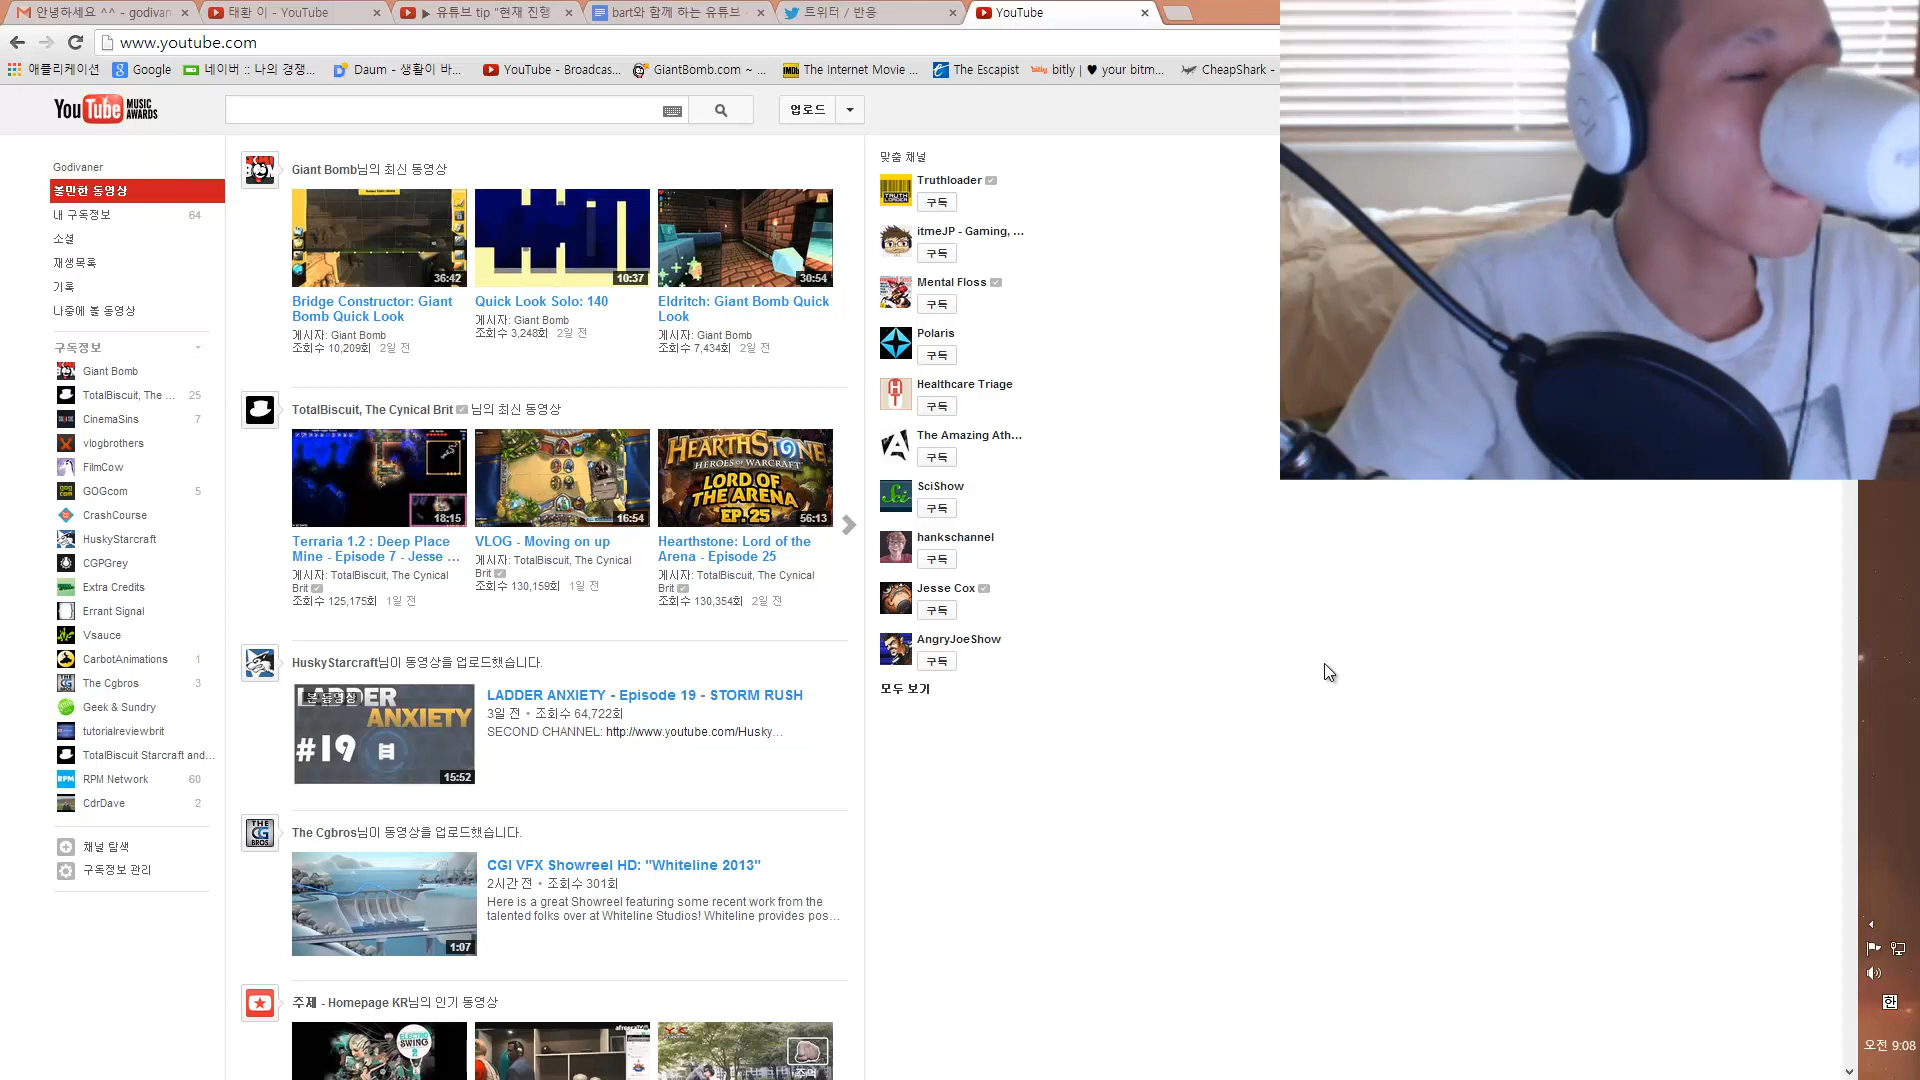 안녕하세요 ^^ - godivan
태환 이 - YouTube
▶ 유튜브 tip "현재 진행
bart와 함께 하는 유튜브
트위터 / 반응
YouTube
www.youtube.com
애플리케이션
Google
네이버 :: 나의 경쟁...
Daum - 생활이 바...
YouTube - Broadcas...
GiantBomb.com ~ ...
The Internet Movie ...
The Escapist
bitly | ♥ your bitm...
CheapShark -
YouTube MUSIC AWARDS
업로드
Godivaner
볼만한 동영상
내 구독정보 64
소셜
재생목록
기록
나중에 볼 동영상
구독정보
Giant Bomb
TotalBiscuit, The ... 25
CinemaSins 7
vlogbrothers
FilmCow
GOGcom 5
CrashCourse
HuskyStarcraft
CGPGrey
Extra Credits
Errant Signal
Vsauce
CarbotAnimations 1
The Cgbros 3
Geek & Sundry
tutorialreviewbrit
TotalBiscuit Starcraft and...
RPM Network 60
CdrDave 2
채널 탐색
구독정보 관리
Giant Bomb님의 최신 동영상
36:42
10:37
30:54
Bridge Constructor: Giant
Bomb Quick Look
게시자: Giant Bomb
조회수 10,209회 2일 전
Quick Look Solo: 140
게시자: Giant Bomb
조회수 3,248회 2일 전
Eldritch: Giant Bomb Quick
Look
게시자: Giant Bomb
조회수 7,434회 2일 전
TotalBiscuit, The Cynical Brit 님의 최신 동영상
18:15
16:54
HEARTHSTONE
HEROES OF WARCRAFT
LORD OF
THE ARENA
EP. 25
56:13
Terraria 1.2 : Deep Place
Mine - Episode 7 - Jesse ...
게시자: TotalBiscuit, The Cynical
Brit
조회수 125,175회 1일 전
VLOG - Moving on up
게시자: TotalBiscuit, The Cynical
Brit
조회수 130,159회 1일 전
Hearthstone: Lord of the
Arena - Episode 25
게시자: TotalBiscuit, The Cynical
Brit
조회수 130,354회 2일 전
HuskyStarcraft님이 동영상을 업로드했습니다.
본 동영상
LADDER
ANXIETY
#19
15:52
LADDER ANXIETY - Episode 19 - STORM RUSH
3일 전 • 조회수 64,722회
SECOND CHANNEL: http://www.youtube.com/Husky...
THE
CG
BROS
The Cgbros님이 동영상을 업로드했습니다.
1:07
CGI VFX Showreel HD: "Whiteline 2013"
2시간 전 • 조회수 301회
Here is a great Showreel featuring some recent work from the
talented folks over at Whiteline Studios! Whiteline provides pos...
주제 - Homepage KR님의 인기 동영상
ELECTRO
SWING
2
맞춤 채널
Truthloader
구독
itmeJP - Gaming, ...
구독
Mental Floss
구독
Polaris
구독
Healthcare Triage
구독
The Amazing Ath...
구독
SciShow
구독
hankschannel
구독
Jesse Cox
구독
AngryJoeShow
구독
모두 보기
한
오전 9:08